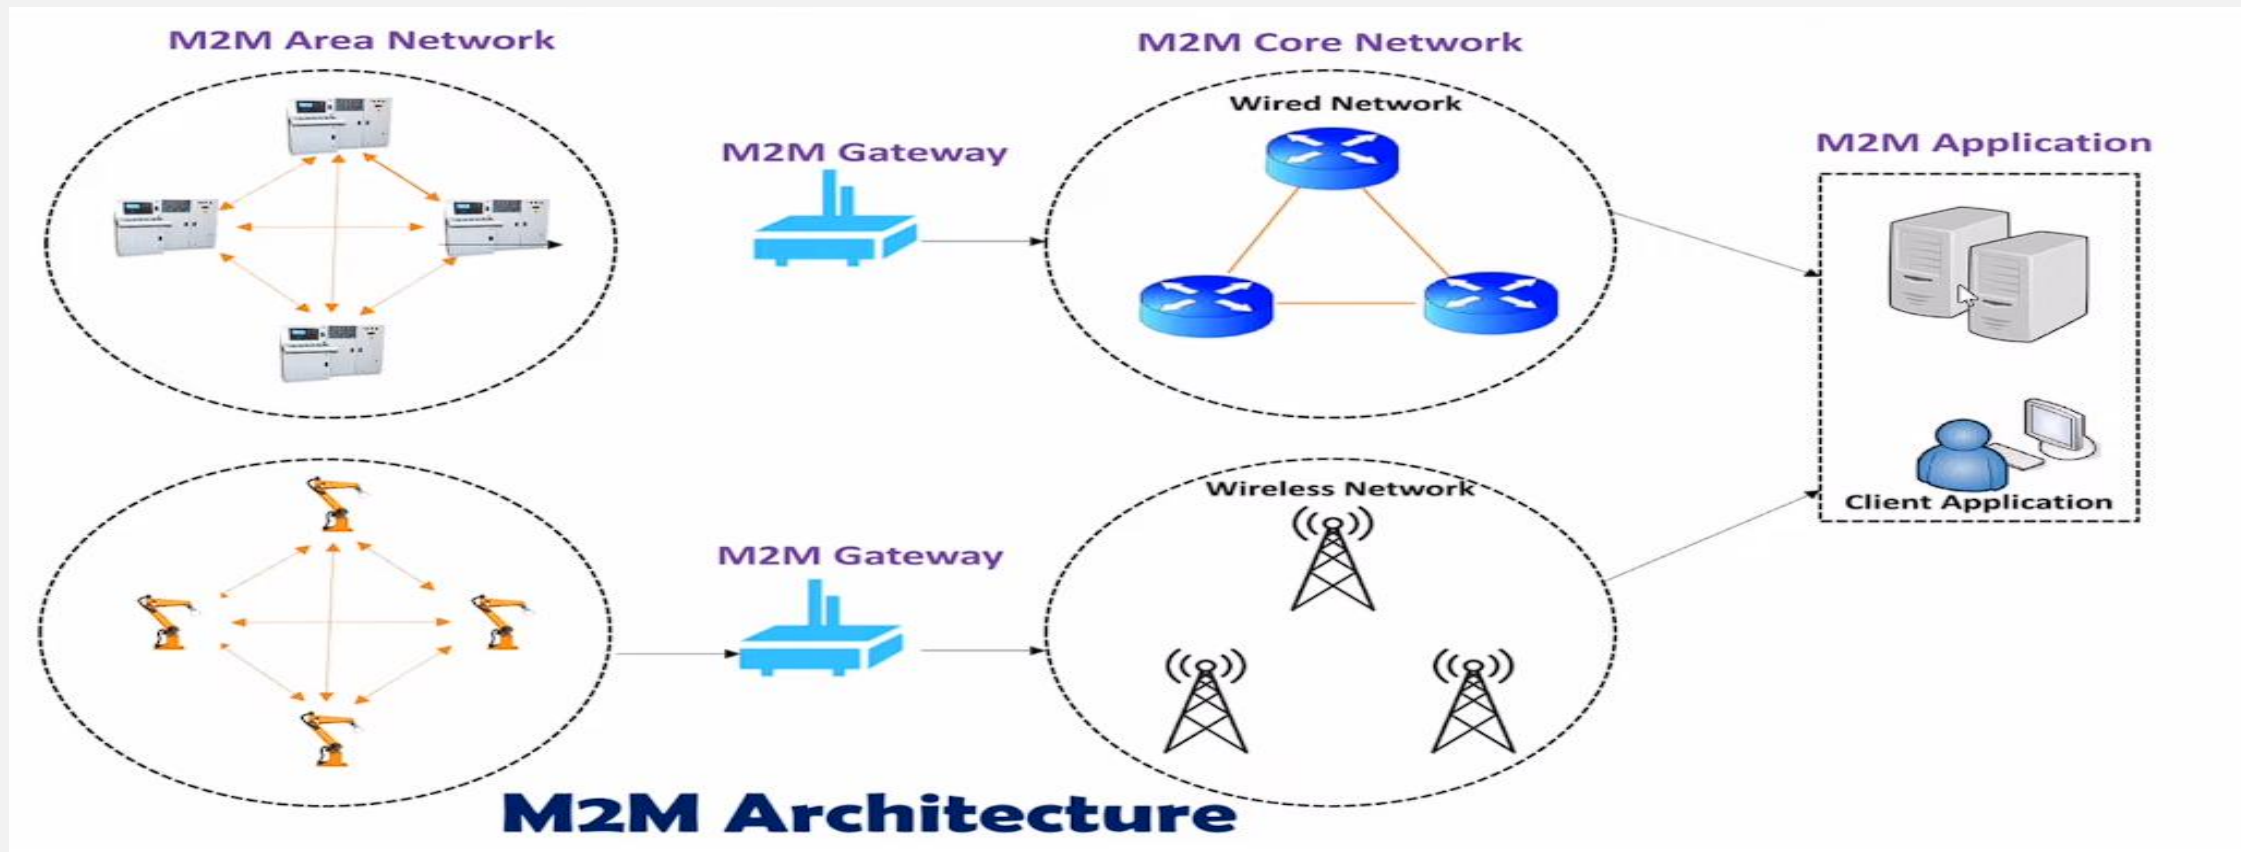 M2M Area Network
M2M Core Network
Wired Network
M2M Gateway
M2M Application
Client Application
Wireless Network
M2M Gateway
M2M Architecture